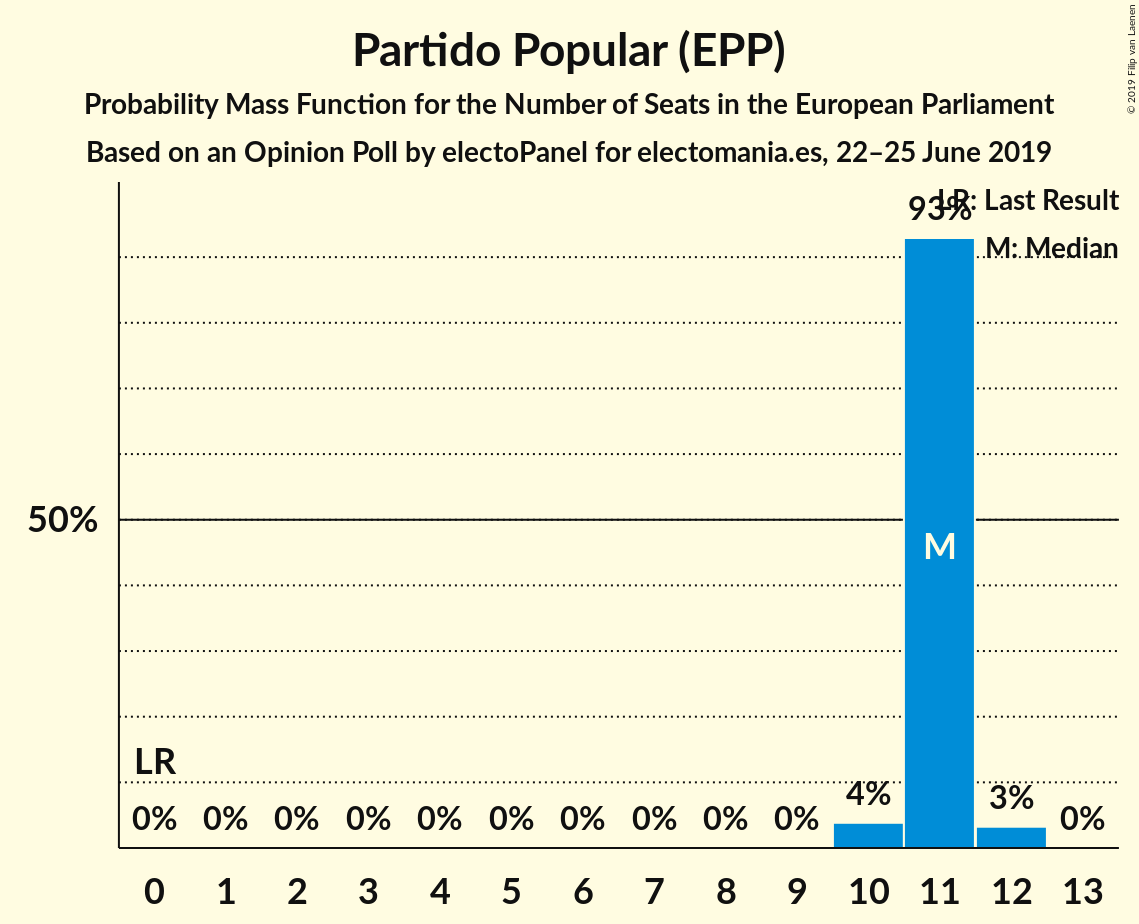 Partido Popular (EPP)
Probability Mass Function for the Number of Seats in the European Parliament
Based on an Opinion Poll by electoPanel for electomania.es, 22–25 June 2019
© 2019 Filip van Laenen
LR: Last Result
M: Median
93%
50%
M
LR
0% 0% 0% 0% 0% 0% 0% 0% 0% 0% 4% 3% 0%
0 1 2 3 4 5 6 7 8 9 10 11 12 13